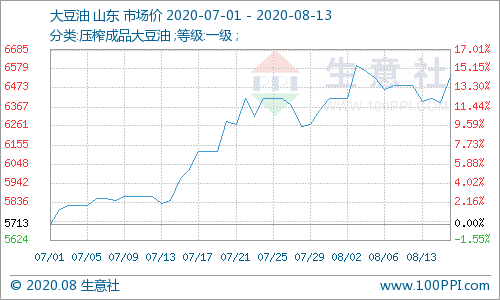 大豆油 山东 市场价 2020-07-01 - 2020-08-13
分类:压榨成品大豆油 ;等级:一级 ;
6685 17.01%
6579 15.15%
6473 13.30%
6367 11.44%
6261 9.59%
6155 7.73%
6048 5.87%
5942 4.02%
5836 2.16%
5713 0.00%
5624 -1.55%
生意社
www.100PPI.com
07/01 07/05 07/09 07/13 07/17 07/21 07/25 07/29 08/02 08/06 08/13
© 2020.08 生意社 www.100PPI.com